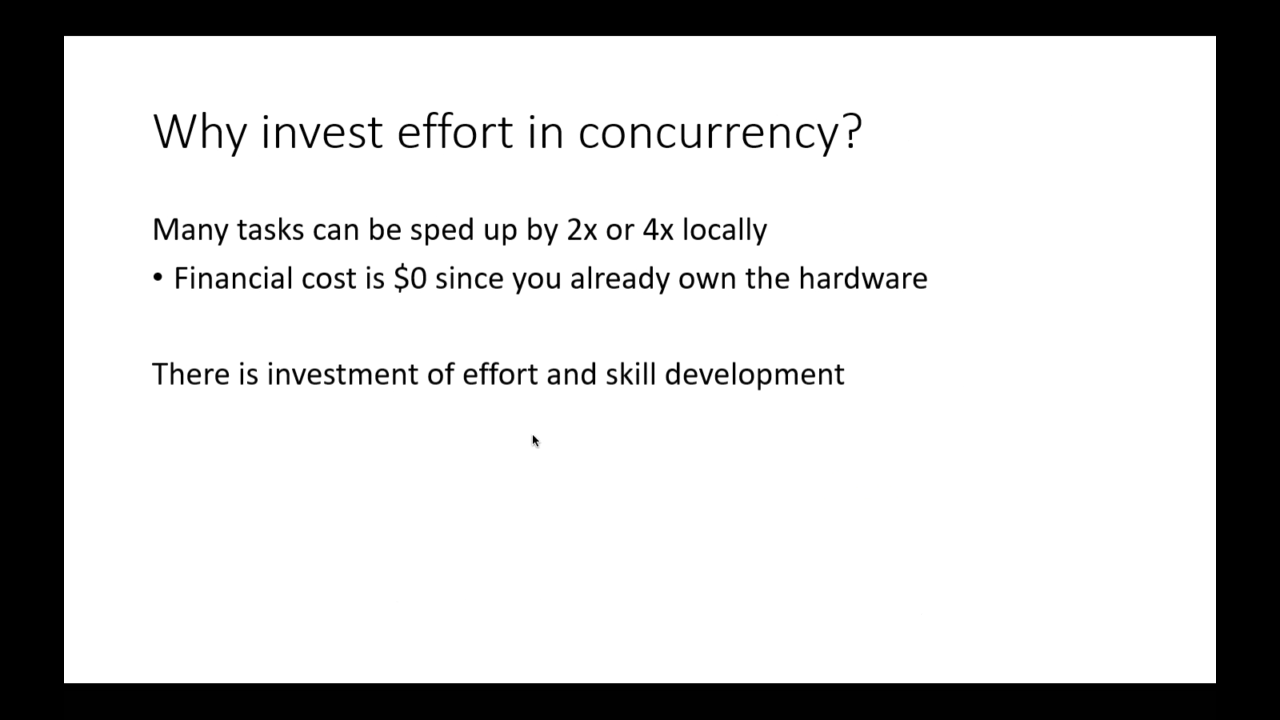 Why invest effort in concurrency?
Many tasks can be sped up by 2x or 4x locally
• Financial cost is $0 since you already own the hardware
There is investment of effort and skill development